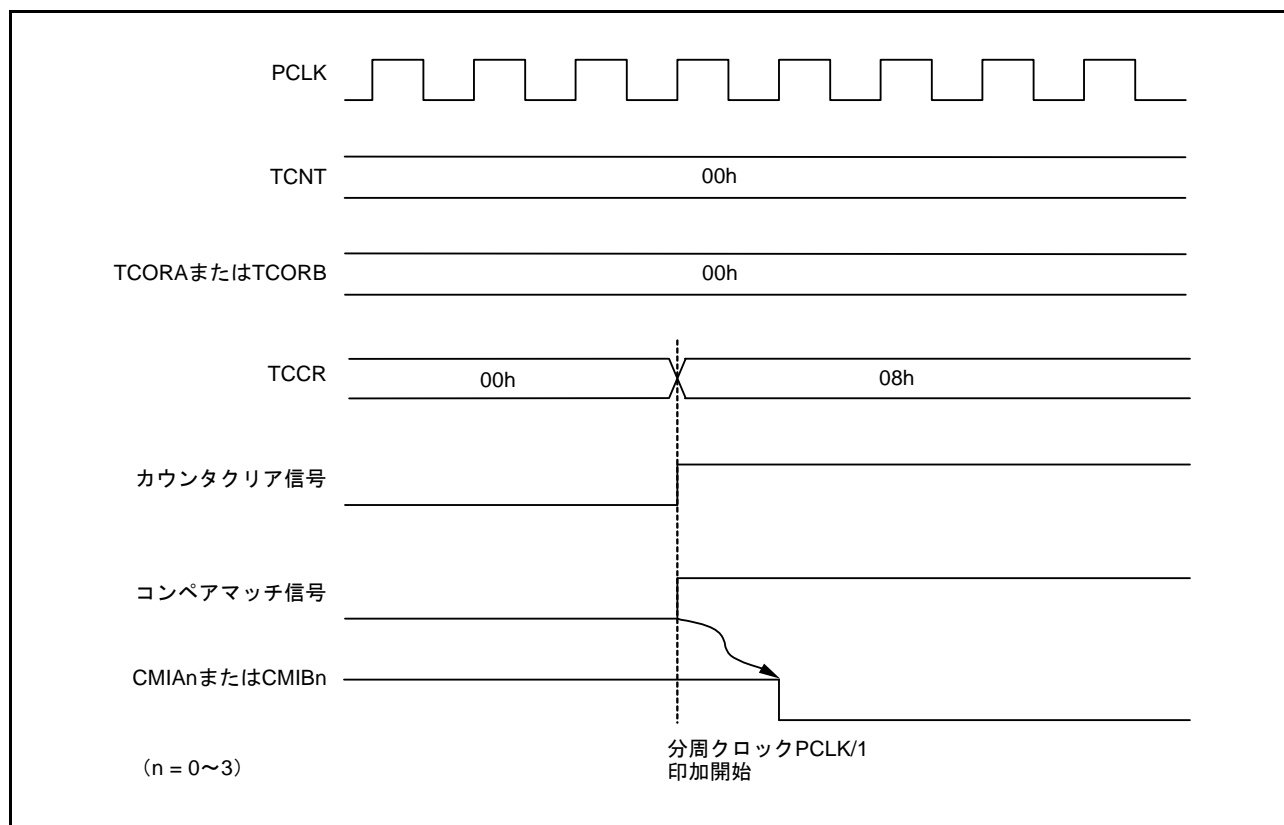 PCLK
TCNT
00h
TCORAまたはTCORB
00h
TCCR
00h
08h
カウンタクリア信号
コンペアマッチ信号
CMIAnまたはCMIBn
分周クロックPCLK/1
印加開始
（n = 0～3）